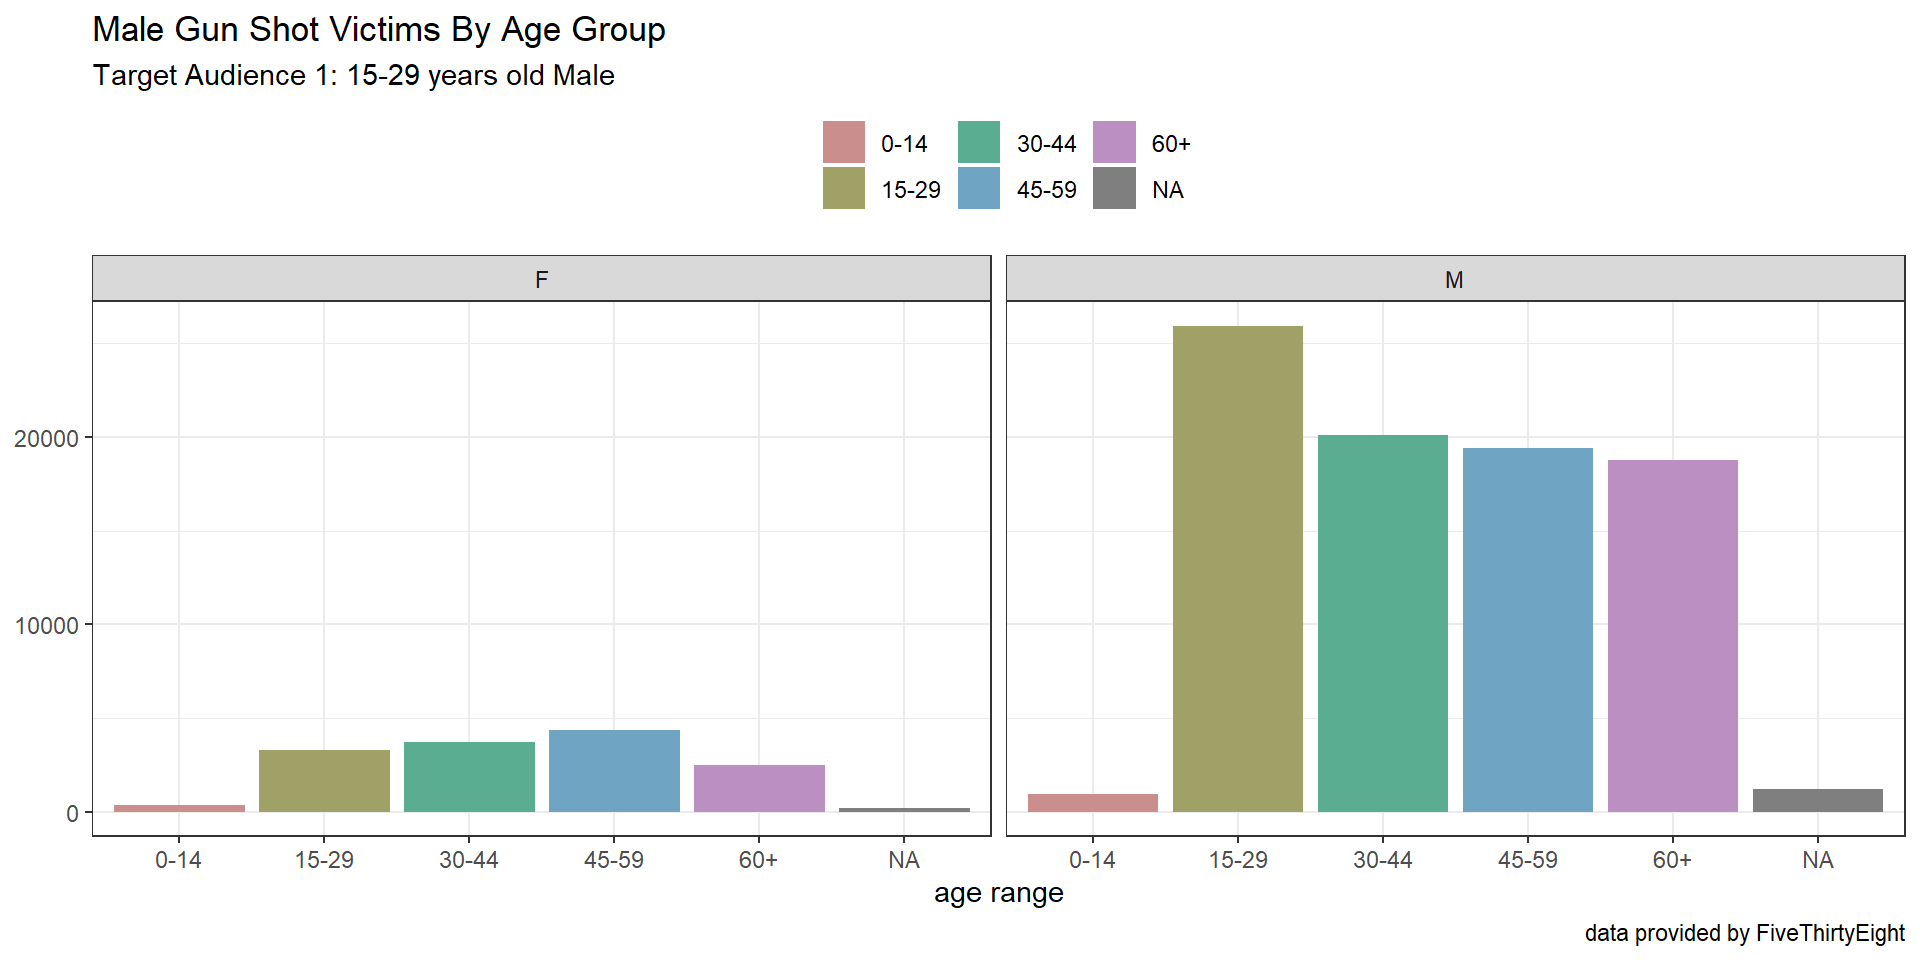 Male Gun Shot Victims By Age Group
Target Audience 1: 15-29 years old Male
0-14 30-44 60+
15-29 45-59 NA
F M
20000
10000
0
0-14 15-29 30-44 45-59 60+ NA 0-14 15-29 30-44 45-59 60+ NA
age range
data provided by FiveThirtyEight